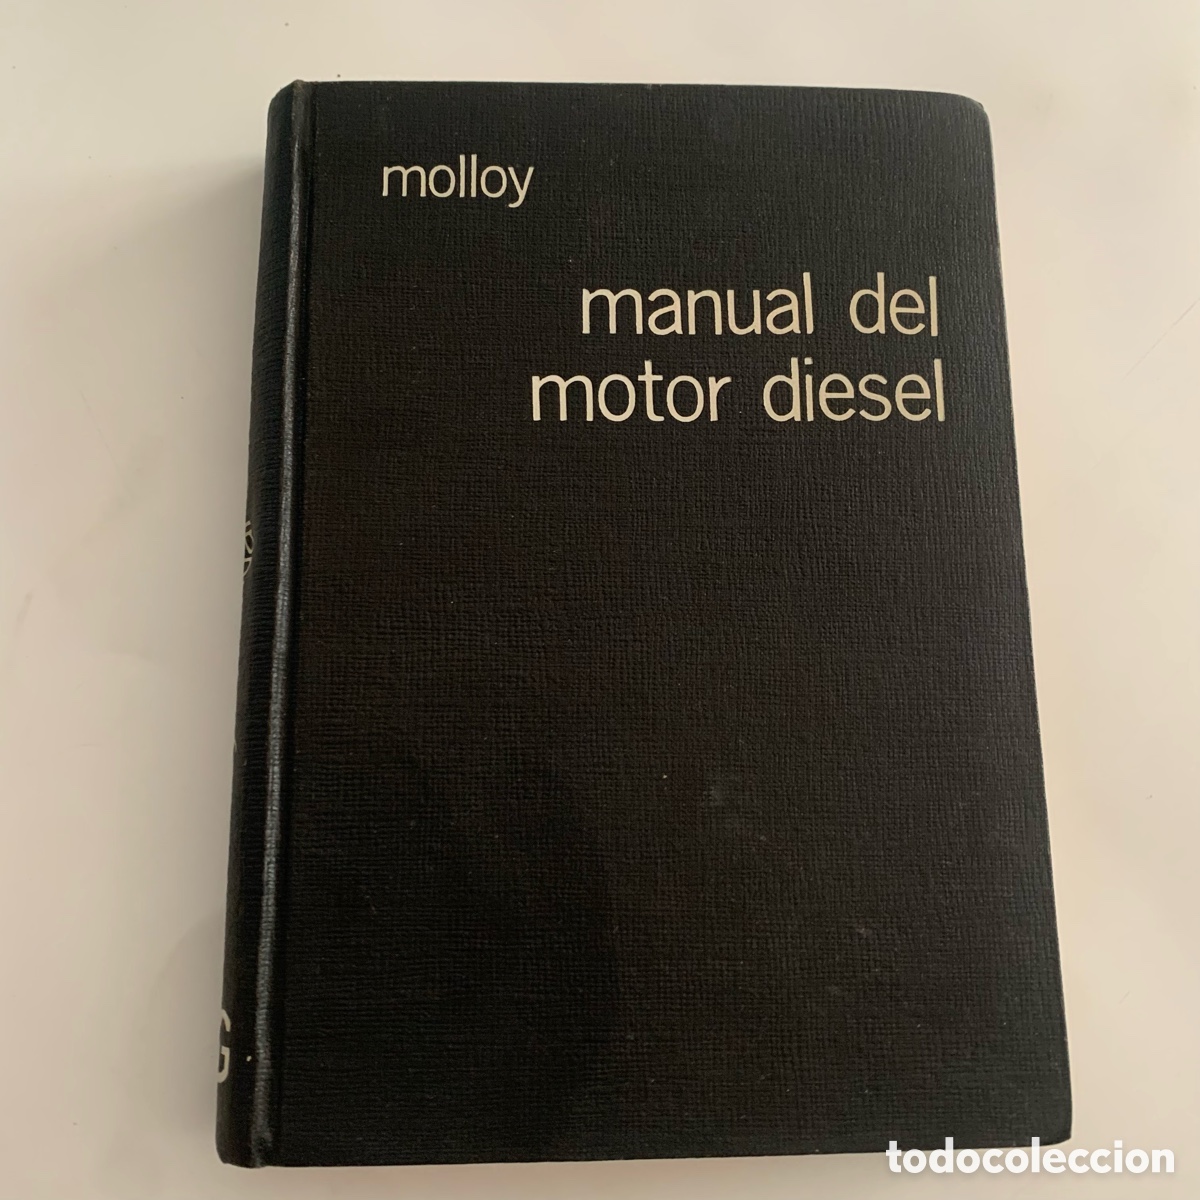 molloy
manual del
motor diesel
G
todocoleccion